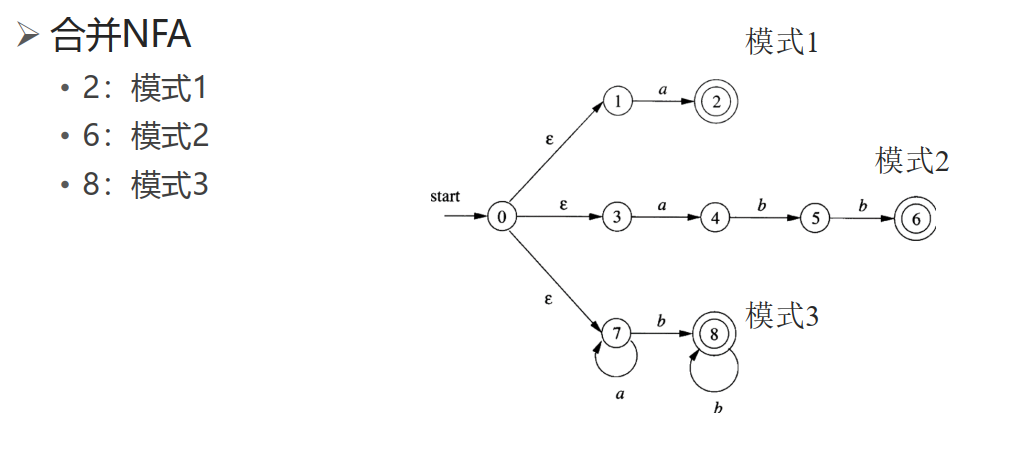 ➢ 合并NFA
• 2：模式1
• 6：模式2
• 8：模式3
模式1
1 a 2
ε
模式2
start
0 ε 3 a 4 b 5 b 6
ε
模式3
7 b 8
a
b